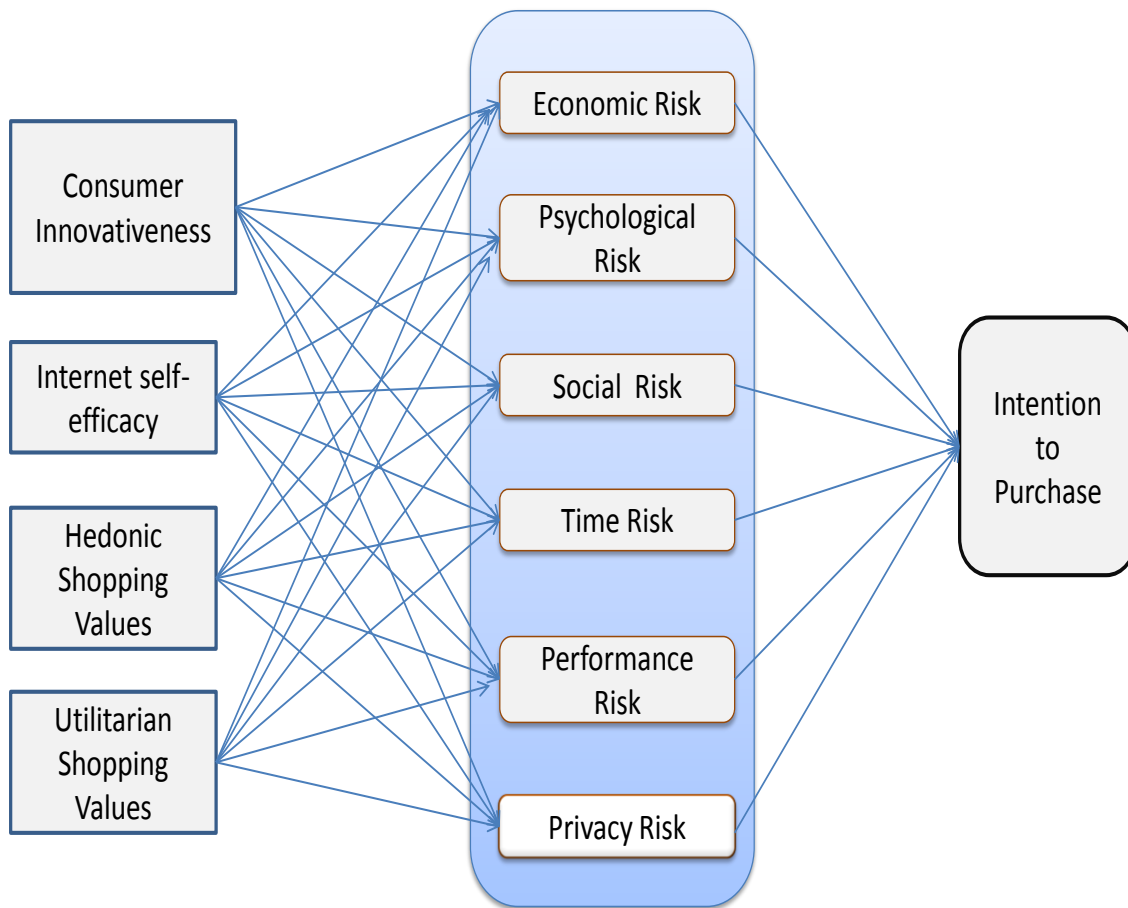 Consumer
Innovativeness
Internet self-
efficacy
Hedonic
Shopping
Values
Utilitarian
Shopping
Values
Economic Risk
Psychological
Risk
Social Risk
Time Risk
Performance
Risk
Privacy Risk
Intention
to
Purchase